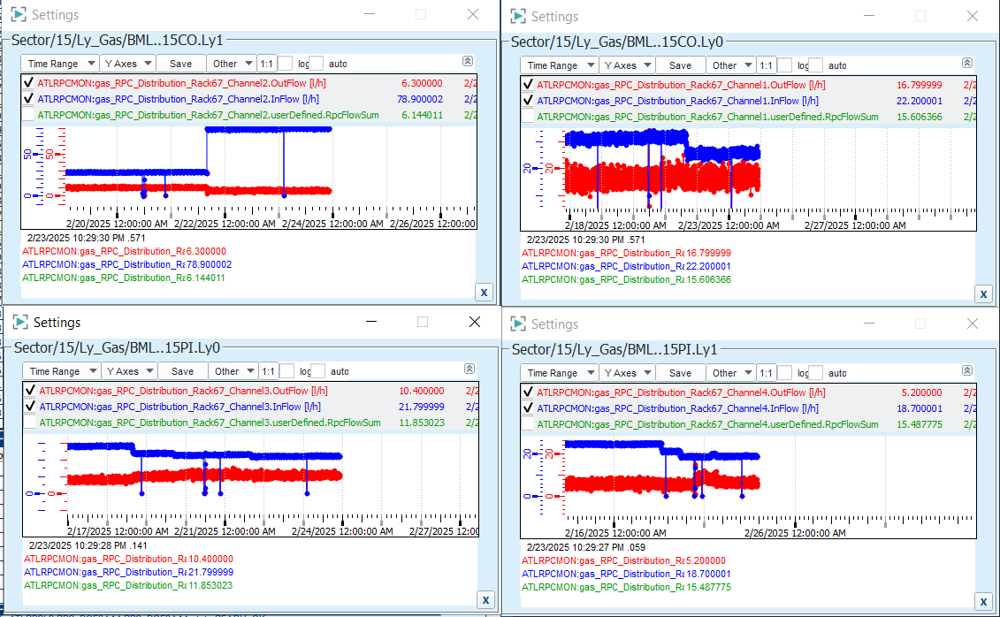 Settings
Sector/15/Ly_Gas/BML..15CO.Ly1
Time Range Y Axes Save Other 1:1 log auto
ATLRPCMON:gas_RPC_Distribution_Rack67_Channel2.OutFlow [l/h] 6.300000 2/2
ATLRPCMON:gas_RPC_Distribution_Rack67_Channel2.InFlow [l/h] 78.900002 2/2
ATLRPCMON:gas_RPC_Distribution_Rack67_Channel2.userDefined.RpcFlowSum 6.144011 2/2
50 50
0 0
2/20/2025 12:00:00 AM 2/22/2025 12:00:00 AM 2/24/2025 12:00:00 AM 2/26/2025 12:00:00
2/23/2025 10:29:30 PM .571
ATLRPCMON:gas_RPC_Distribution_Ra 6.300000
ATLRPCMON:gas_RPC_Distribution_Ra 78.900002
ATLRPCMON:gas_RPC_Distribution_Ra 6.144011
x
Settings
Sector/15/Ly_Gas/BML..15CO.Ly0
Time Range Y Axes Save Other 1:1 log auto
ATLRPCMON:gas_RPC_Distribution_Rack67_Channel1.OutFlow [l/h] 16.799999 2/2
ATLRPCMON:gas_RPC_Distribution_Rack67_Channel1.InFlow [l/h] 22.200001 2/2
ATLRPCMON:gas_RPC_Distribution_Rack67_Channel1.userDefined.RpcFlowSum 15.606366 2/2
20 20
2/18/2025 12:00:00 AM 2/23/2025 12:00:00 AM 2/27/2025 12:00:00 AM
2/23/2025 10:29:30 PM .571
ATLRPCMON:gas_RPC_Distribution_Ra 16.799999
ATLRPCMON:gas_RPC_Distribution_Ra 22.200001
ATLRPCMON:gas_RPC_Distribution_Ra 15.606366
x
Settings
Sector/15/Ly_Gas/BML..15PI.Ly0
Time Range Y Axes Save Other 1:1 log auto
ATLRPCMON:gas_RPC_Distribution_Rack67_Channel3.OutFlow [l/h] 10.400000 2/2
ATLRPCMON:gas_RPC_Distribution_Rack67_Channel3.InFlow [l/h] 21.799999 2/2
ATLRPCMON:gas_RPC_Distribution_Rack67_Channel3.userDefined.RpcFlowSum 11.853023 2/2
0 0
2/17/2025 12:00:00 AM 2/21/2025 12:00:00 AM 2/24/2025 12:00:00 AM 2/27/2025 12:00
2/23/2025 10:29:28 PM .141
ATLRPCMON:gas_RPC_Distribution_Ra 10.400000
ATLRPCMON:gas_RPC_Distribution_Ra 21.799999
ATLRPCMON:gas_RPC_Distribution_Ra 11.853023
x
Settings
Sector/15/Ly_Gas/BML..15PI.Ly1
Time Range Y Axes Save Other 1:1 log auto
ATLRPCMON:gas_RPC_Distribution_Rack67_Channel4.OutFlow [l/h] 5.200000 2/2
ATLRPCMON:gas_RPC_Distribution_Rack67_Channel4.InFlow [l/h] 18.700001 2/2
ATLRPCMON:gas_RPC_Distribution_Rack67_Channel4.userDefined.RpcFlowSum 15.487775 2/2
20 20
0 0
2/16/2025 12:00:00 AM 2/26/2025 12:00:00 AM
2/23/2025 10:29:27 PM .059
ATLRPCMON:gas_RPC_Distribution_Ra 5.200000
ATLRPCMON:gas_RPC_Distribution_Ra 18.700001
ATLRPCMON:gas_RPC_Distribution_Ra 15.487775
x